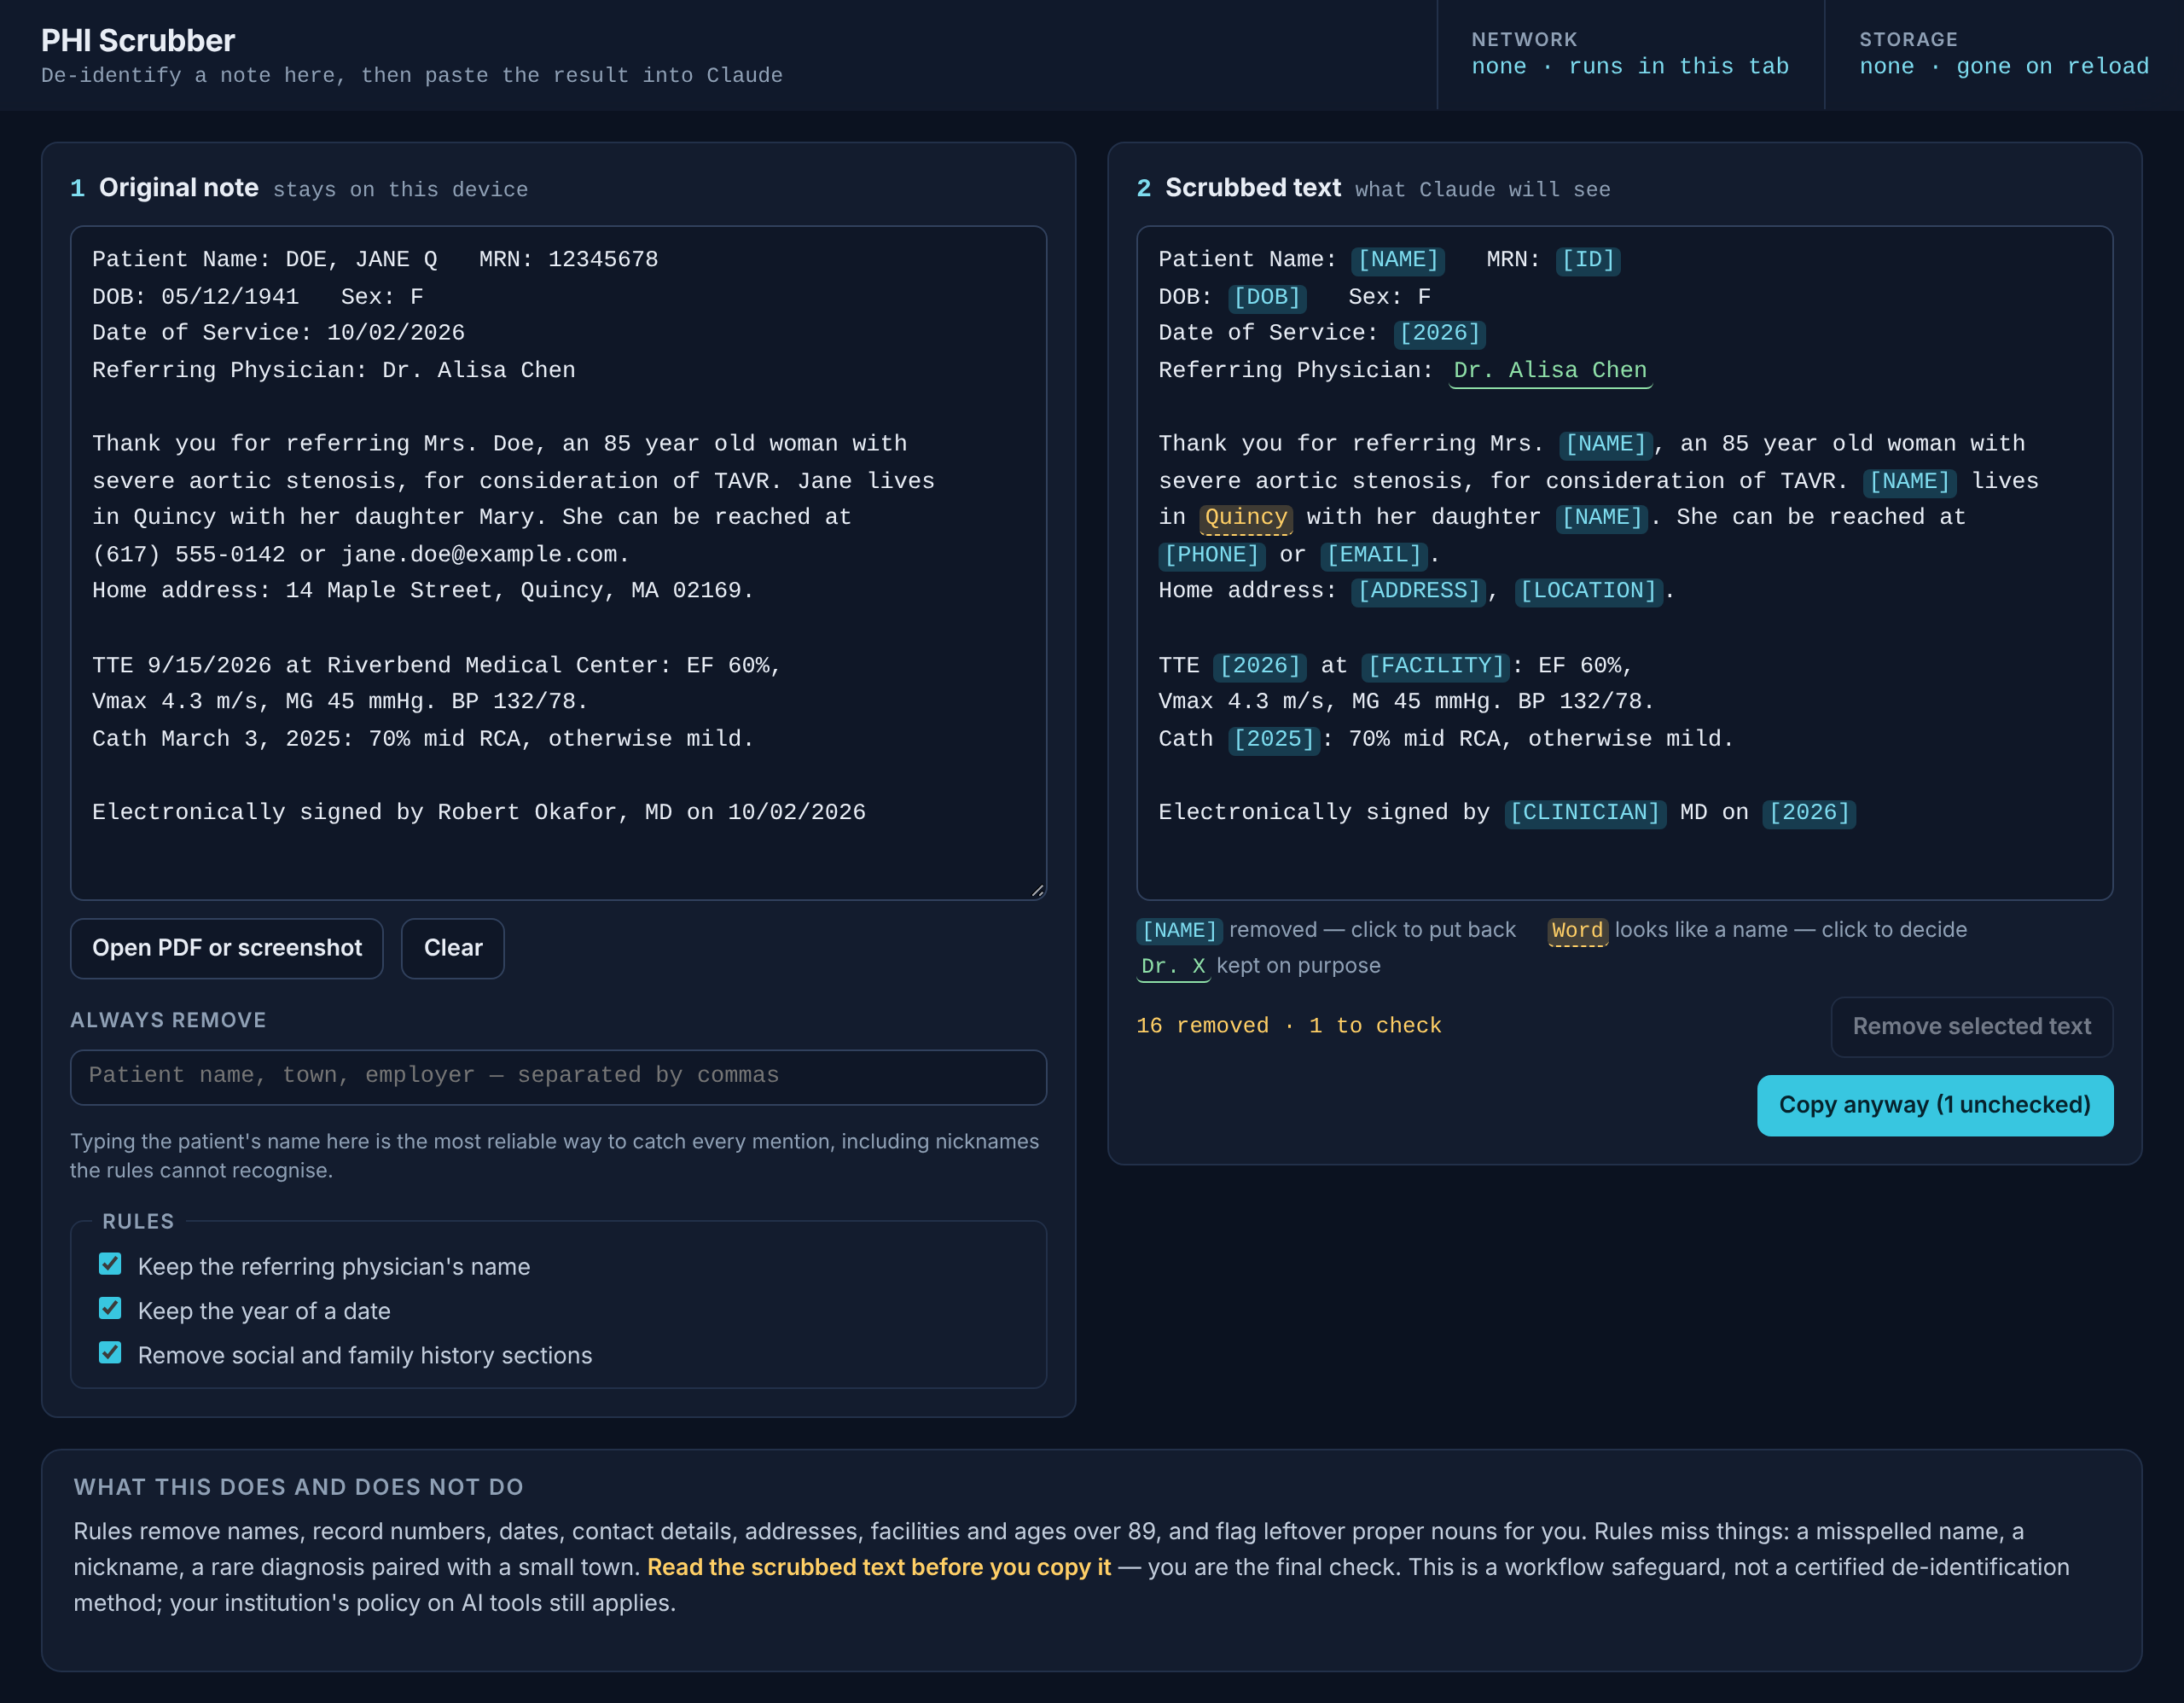 PHI Scrubber
De-identify a note here, then paste the result into Claude
NETWORK
none · runs in this tab
STORAGE
none · gone on reload
1 Original note stays on this device
Patient Name: DOE, JANE Q   MRN: 12345678
DOB: 05/12/1941   Sex: F
Date of Service: 10/02/2026
Referring Physician: Dr. Alisa Chen
Thank you for referring Mrs. Doe, an 85 year old woman with
severe aortic stenosis, for consideration of TAVR. Jane lives
in Quincy with her daughter Mary. She can be reached at
(617) 555-0142 or jane.doe@example.com.
Home address: 14 Maple Street, Quincy, MA 02169.
TTE 9/15/2026 at Riverbend Medical Center: EF 60%,
Vmax 4.3 m/s, MG 45 mmHg. BP 132/78.
Cath March 3, 2025: 70% mid RCA, otherwise mild.
Electronically signed by Robert Okafor, MD on 10/02/2026
Open PDF or screenshot
Clear
ALWAYS REMOVE
Patient name, town, employer — separated by commas
Typing the patient's name here is the most reliable way to catch every mention, including nicknames
the rules cannot recognise.
RULES
Keep the referring physician's name
Keep the year of a date
Remove social and family history sections
2 Scrubbed text what Claude will see
Patient Name: [NAME]   MRN: [ID]
DOB: [DOB]   Sex: F
Date of Service: [2026]
Referring Physician: Dr. Alisa Chen
Thank you for referring Mrs. [NAME], an 85 year old woman with
severe aortic stenosis, for consideration of TAVR. [NAME] lives
in Quincy with her daughter [NAME]. She can be reached at
[PHONE] or [EMAIL].
Home address: [ADDRESS], [LOCATION].
TTE [2026] at [FACILITY]: EF 60%,
Vmax 4.3 m/s, MG 45 mmHg. BP 132/78.
Cath [2025]: 70% mid RCA, otherwise mild.
Electronically signed by [CLINICIAN] MD on [2026]
[NAME] removed — click to put back   Word looks like a name — click to decide
Dr. X kept on purpose
16 removed · 1 to check
Remove selected text
Copy anyway (1 unchecked)
WHAT THIS DOES AND DOES NOT DO
Rules remove names, record numbers, dates, contact details, addresses, facilities and ages over 89, and flag leftover proper nouns for you. Rules miss things: a misspelled name, a
nickname, a rare diagnosis paired with a small town. Read the scrubbed text before you copy it — you are the final check. This is a workflow safeguard, not a certified de-identification
method; your institution's policy on AI tools still applies.